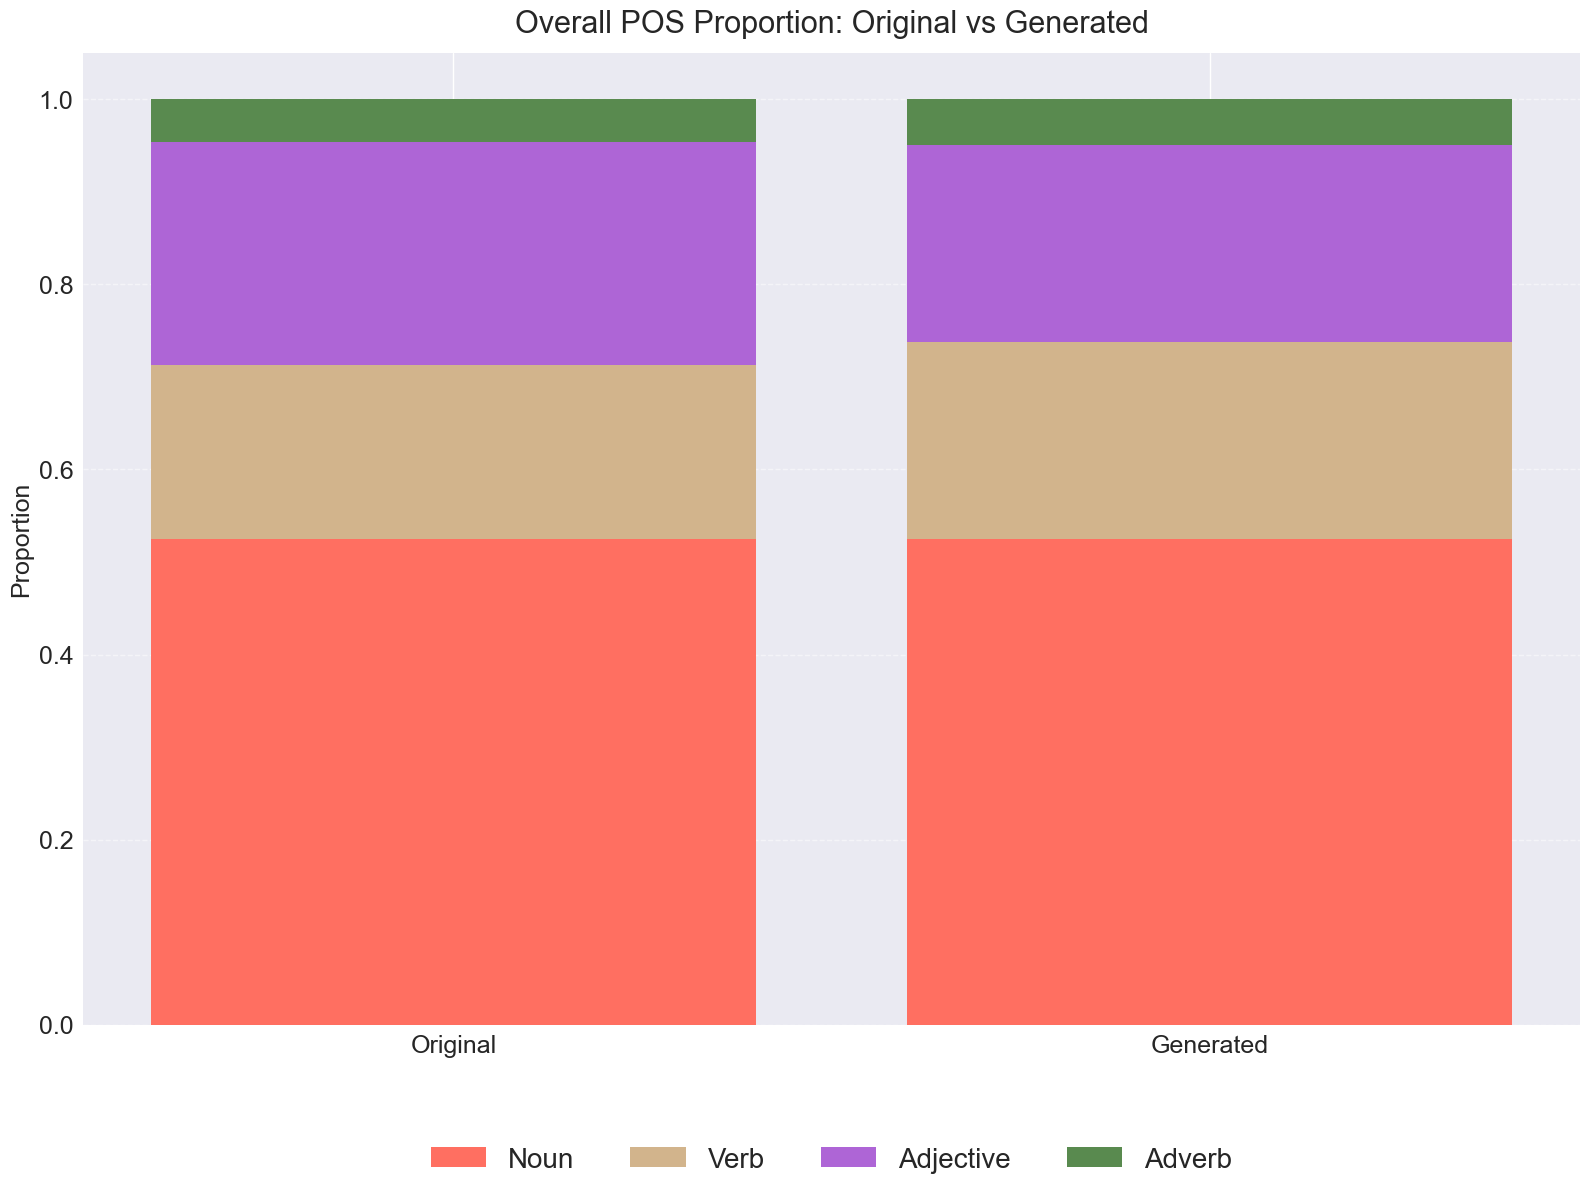 Overall POS Proportion: Original vs Generated
Proportion
1.0
0.8
0.6
0.4
0.2
0.0
Original Generated
Noun Verb Adjective Adverb